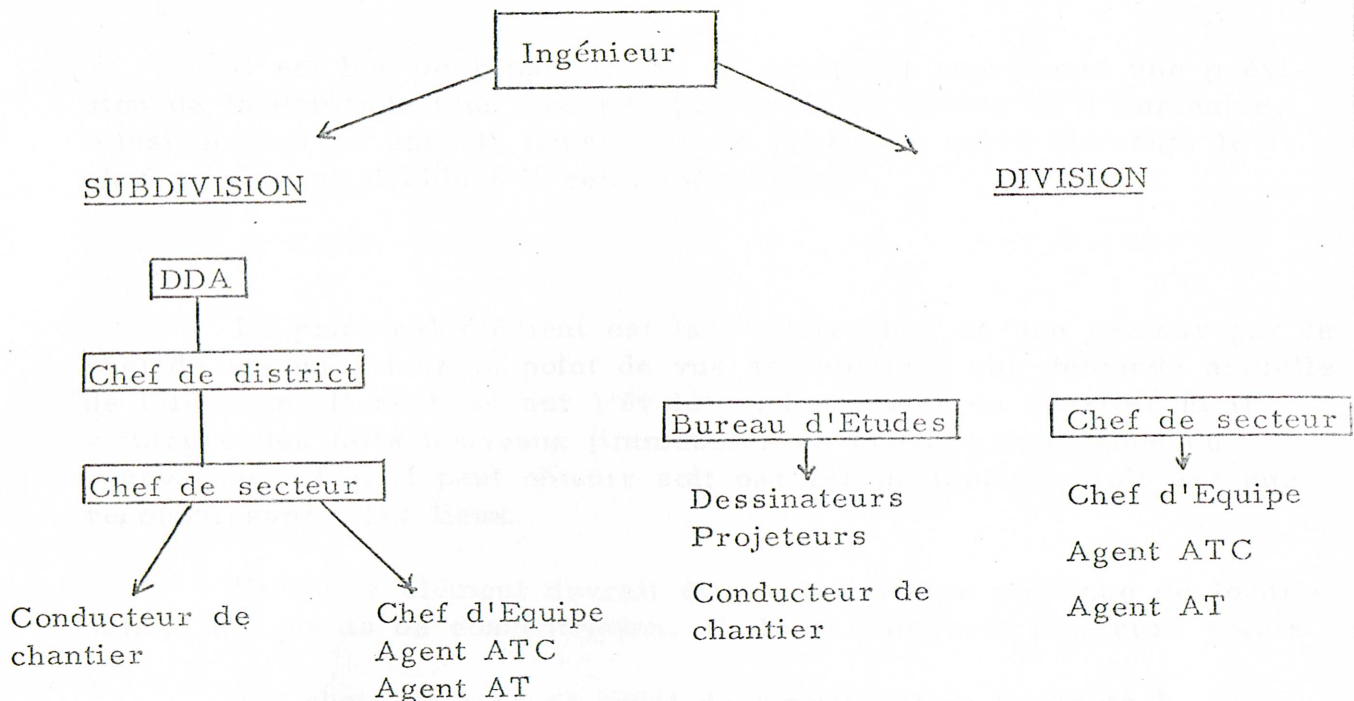 Ingénieur
SUBDIVISION
DIVISION
DDA
Chef de district
Chef de secteur
Conducteur de
chantier
Chef d'Equipe
Agent ATC
Agent AT
Bureau d'Etudes
Dessinateurs
Projeteurs
Conducteur de
chantier
Chef de secteur
Chef d'Equipe
Agent ATC
Agent AT